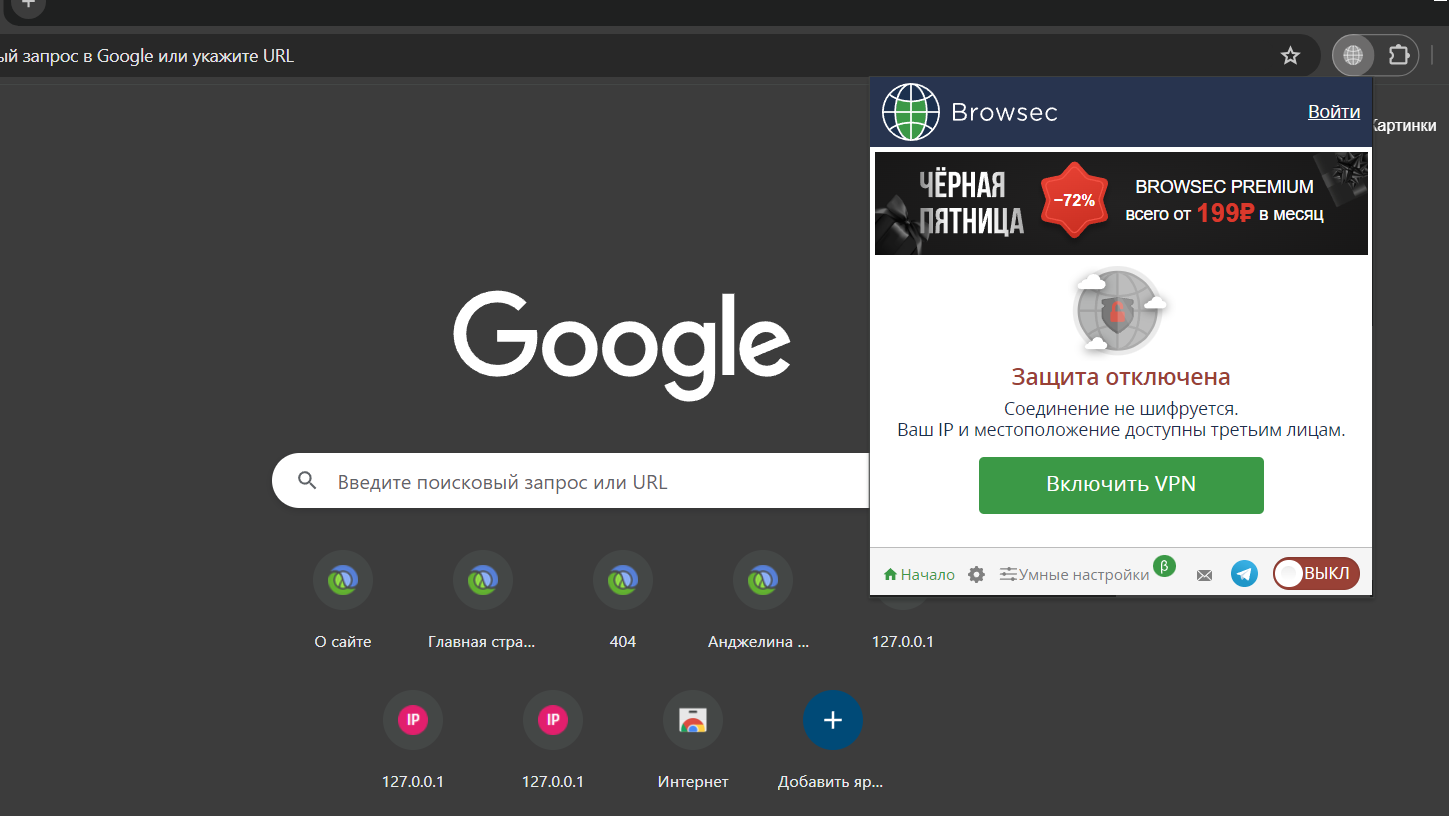 ый запрос в Google или укажите URL
Browsec
Войти
Картинки
ЧЁРНАЯ
ПЯТНИЦА
−72%
BROWSEC PREMIUM
всего от 199₽ в месяц
Защита отключена
Соединение не шифруется.
Ваш IP и местоположение доступны третьим лицам.
Включить VPN
Начало
Умные настройки
β
ВЫКЛ
Google
Введите поисковый запрос или URL
О сайте
Главная стра...
404
Анджелина ...
127.0.0.1
IP
IP
127.0.0.1
127.0.0.1
Интернет
Добавить яр...